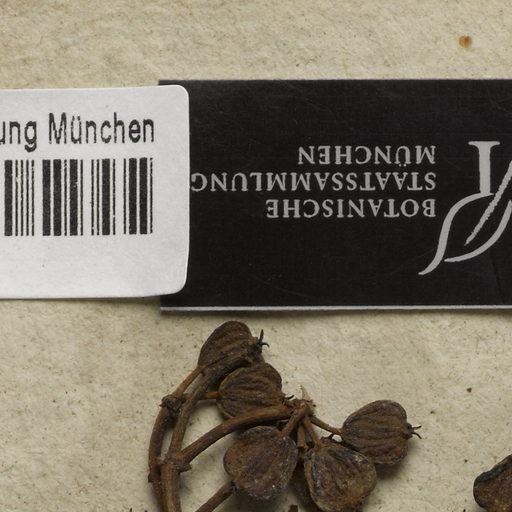 ung München
BOTANISCHE
STAATSSAMMLUNG
MÜNCHEN